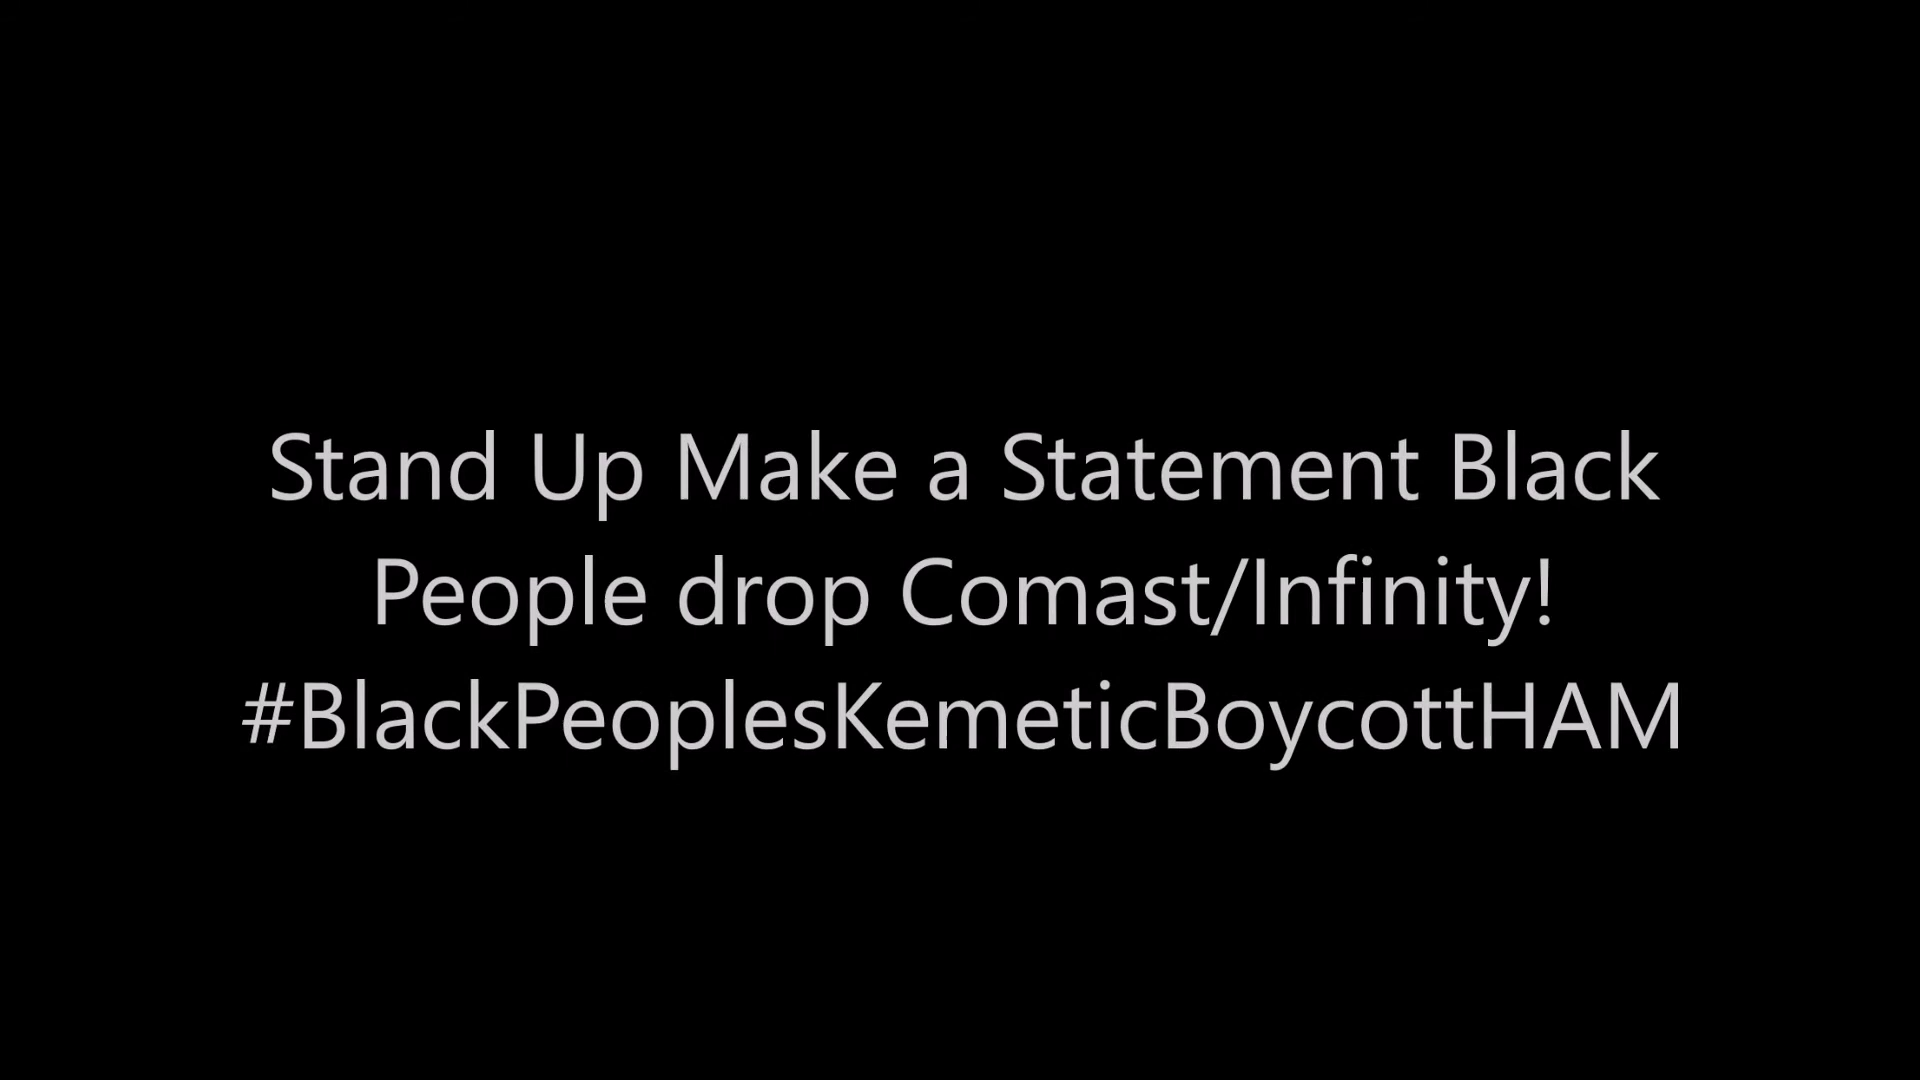 Stand Up Make a Statement Black
People drop Comast/Infinity!
#BlackPeoplesKemeticBoycottHAM